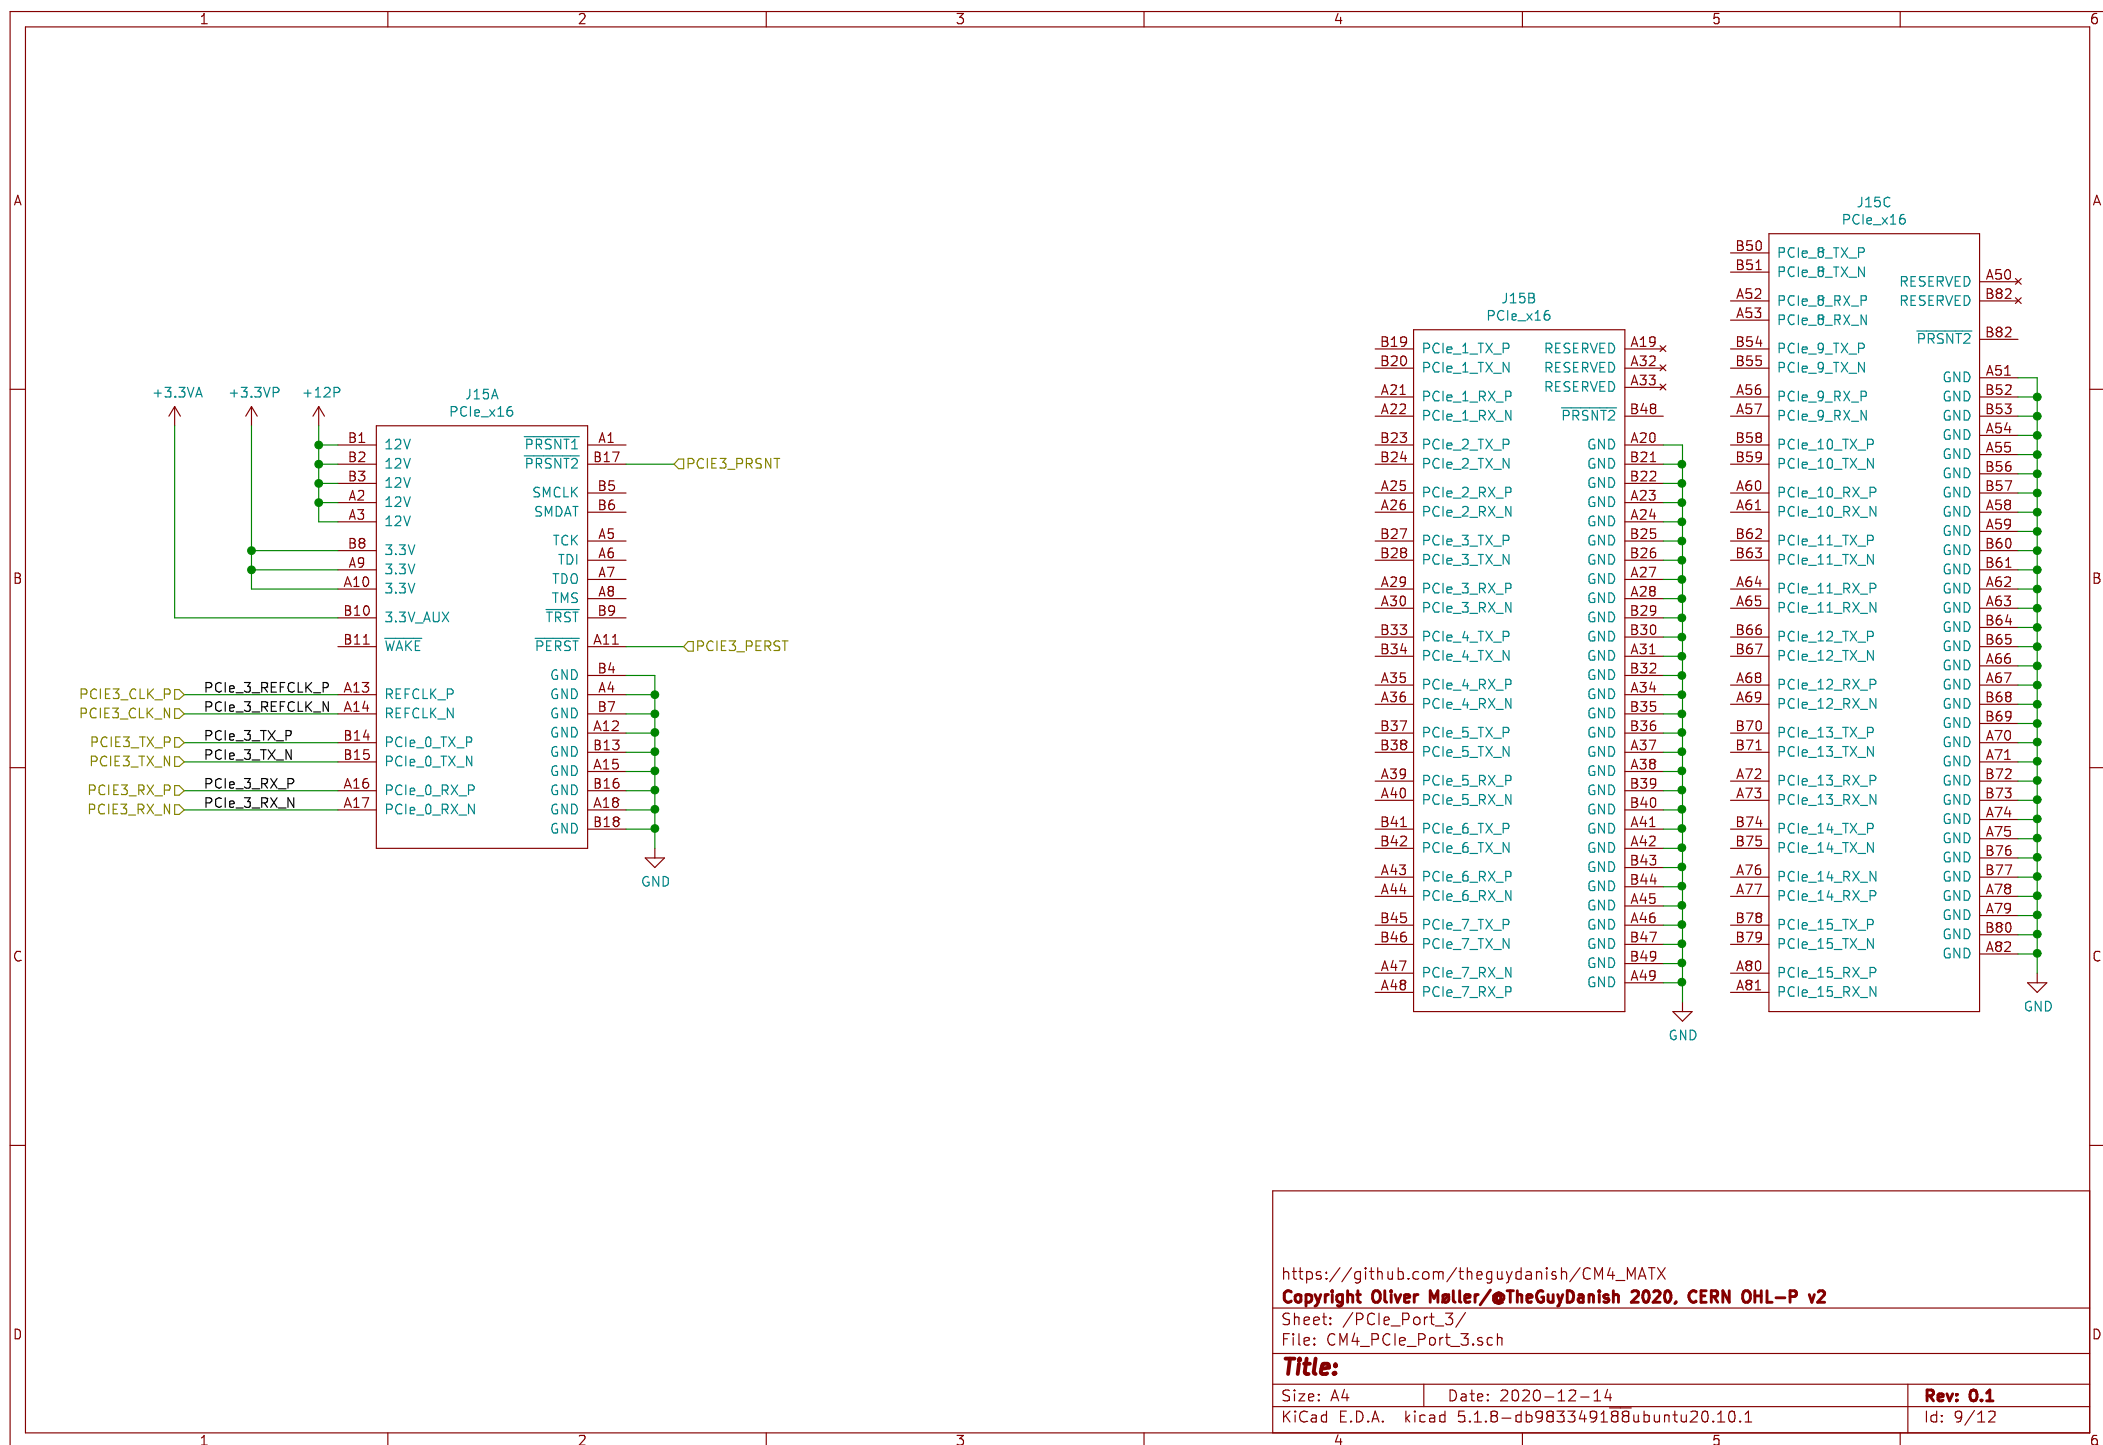 1 2 3 4 5 6
A A
B B
C C
D D
1 2 3 4 5 6
+3.3VA +3.3VP +12P
J15A
PCIe_x16
B1 12V PRSNT1 A1
B2 12V PRSNT2 B17 PCIE3_PRSNT
B3 12V
A2 12V SMCLK B5
A3 12V SMDAT B6
TCK A5
B8 3.3V TDI A6
A9 3.3V TDO A7
A10 3.3V TMS A8
B10 3.3V_AUX TRST B9
B11 WAKE PERST A11 PCIE3_PERST
GND B4
PCIE3_CLK_P PCIe_3_REFCLK_P A13 REFCLK_P GND A4
PCIE3_CLK_N PCIe_3_REFCLK_N A14 REFCLK_N GND B7
GND A12
PCIE3_TX_P PCIe_3_TX_P B14 PCIe_0_TX_P GND B13
PCIE3_TX_N PCIe_3_TX_N B15 PCIe_0_TX_N GND A15
PCIE3_RX_P PCIe_3_RX_P A16 PCIe_0_RX_P GND B16
PCIE3_RX_N PCIe_3_RX_N A17 PCIe_0_RX_N GND A18
GND B18
GND
J15B
PCIe_x16
B19 PCIe_1_TX_P RESERVED A19
B20 PCIe_1_TX_N RESERVED A32
RESERVED A33
A21 PCIe_1_RX_P
A22 PCIe_1_RX_N PRSNT2 B48
B23 PCIe_2_TX_P GND A20
B24 PCIe_2_TX_N GND B21
GND B22
A25 PCIe_2_RX_P GND A23
A26 PCIe_2_RX_N GND A24
B27 PCIe_3_TX_P GND B25
B28 PCIe_3_TX_N GND B26
GND A27
A29 PCIe_3_RX_P GND A28
A30 PCIe_3_RX_N GND B29
B33 PCIe_4_TX_P GND B30
B34 PCIe_4_TX_N GND A31
GND B32
A35 PCIe_4_RX_P GND A34
A36 PCIe_4_RX_N GND B35
B37 PCIe_5_TX_P GND B36
B38 PCIe_5_TX_N GND A37
GND A38
A39 PCIe_5_RX_P GND B39
A40 PCIe_5_RX_N GND B40
B41 PCIe_6_TX_P GND A41
B42 PCIe_6_TX_N GND A42
GND B43
A43 PCIe_6_RX_P GND B44
A44 PCIe_6_RX_N GND A45
B45 PCIe_7_TX_P GND A46
B46 PCIe_7_TX_N GND B47
GND B49
A47 PCIe_7_RX_N GND A49
A48 PCIe_7_RX_P
GND
J15C
PCIe_x16
B50 PCIe_8_TX_P
B51 PCIe_8_TX_N RESERVED A50
A52 PCIe_8_RX_P RESERVED B82
A53 PCIe_8_RX_N
PRSNT2 B82
B54 PCIe_9_TX_P
B55 PCIe_9_TX_N GND A51
A56 PCIe_9_RX_P GND B52
A57 PCIe_9_RX_N GND B53
GND A54
B58 PCIe_10_TX_P GND A55
B59 PCIe_10_TX_N GND B56
A60 PCIe_10_RX_P GND B57
A61 PCIe_10_RX_N GND A58
GND A59
B62 PCIe_11_TX_P GND B60
B63 PCIe_11_TX_N GND B61
A64 PCIe_11_RX_P GND A62
A65 PCIe_11_RX_N GND A63
GND B64
B66 PCIe_12_TX_P GND B65
B67 PCIe_12_TX_N GND A66
A68 PCIe_12_RX_P GND A67
A69 PCIe_12_RX_N GND B68
GND B69
B70 PCIe_13_TX_P GND A70
B71 PCIe_13_TX_N GND A71
A72 PCIe_13_RX_P GND B72
A73 PCIe_13_RX_N GND B73
GND A74
B74 PCIe_14_TX_P GND A75
B75 PCIe_14_TX_N GND B76
A76 PCIe_14_RX_N GND B77
A77 PCIe_14_RX_P GND A78
GND A79
B78 PCIe_15_TX_P GND B80
B79 PCIe_15_TX_N GND A82
A80 PCIe_15_RX_P
A81 PCIe_15_RX_N
GND
https://github.com/theguydanish/CM4_MATX
Copyright Oliver Møller/@TheGuyDanish 2020, CERN OHL-P v2
Sheet: /PCIe_Port_3/
File: CM4_PCIe_Port_3.sch
Title:
Size: A4 Date: 2020-12-14 Rev: 0.1
KiCad E.D.A. kicad 5.1.8-db983349188ubuntu20.10.1 Id: 9/12